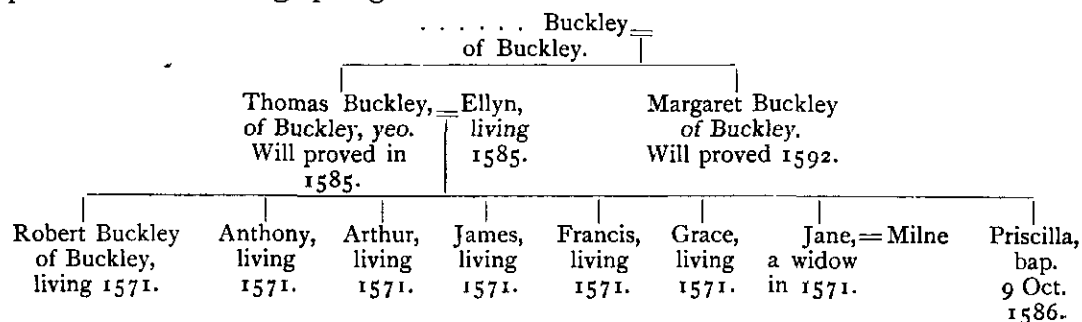 . . . . . . Buckley
of Buckley.
Thomas Buckley, = Ellyn,
of Buckley, yeo. living
Will proved in 1585.
1585.
Margaret Buckley
of Buckley.
Will proved 1592.
Robert Buckley
of Buckley,
living 1571.
Anthony,
living
1571.
Arthur,
living
1571.
James,
living
1571.
Francis,
living
1571.
Grace,
living
1571.
Jane, = Milne
a widow
in 1571.
Priscilla,
bap.
9 Oct.
1586.